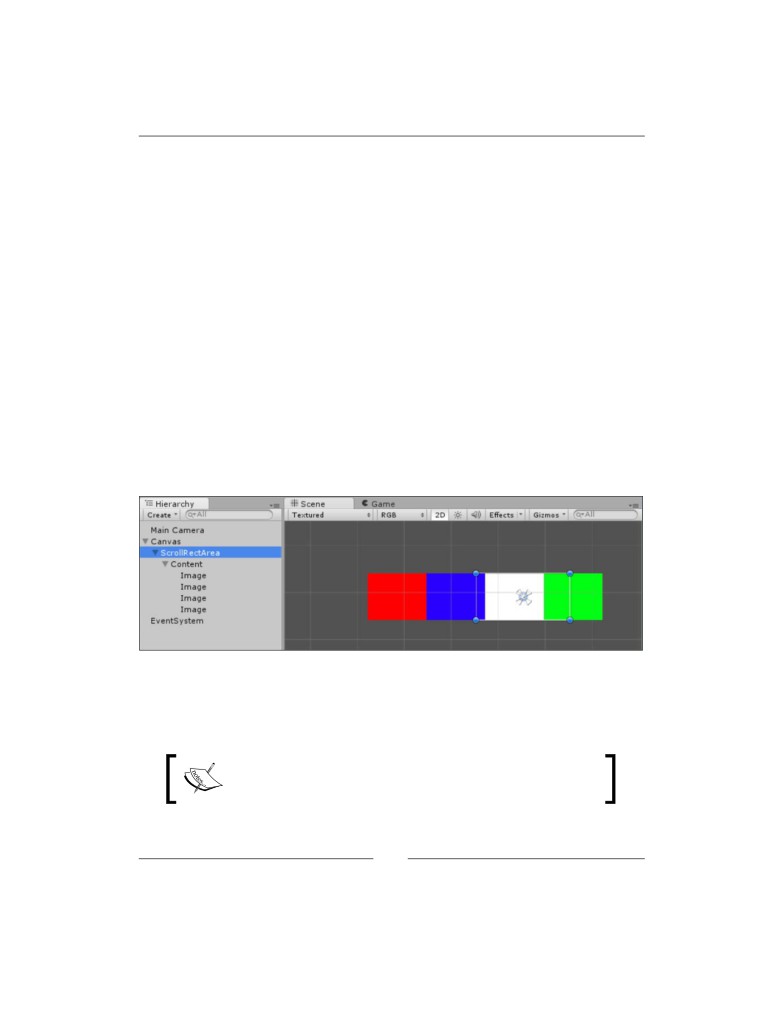 Hierarchy
Create
All
Main Camera
Canvas
ScrollRectArea
Content
Image
Image
Image
Image
EventSystem
Scene
Game
Textured
RGB
2D
Effects
Gizmos
All